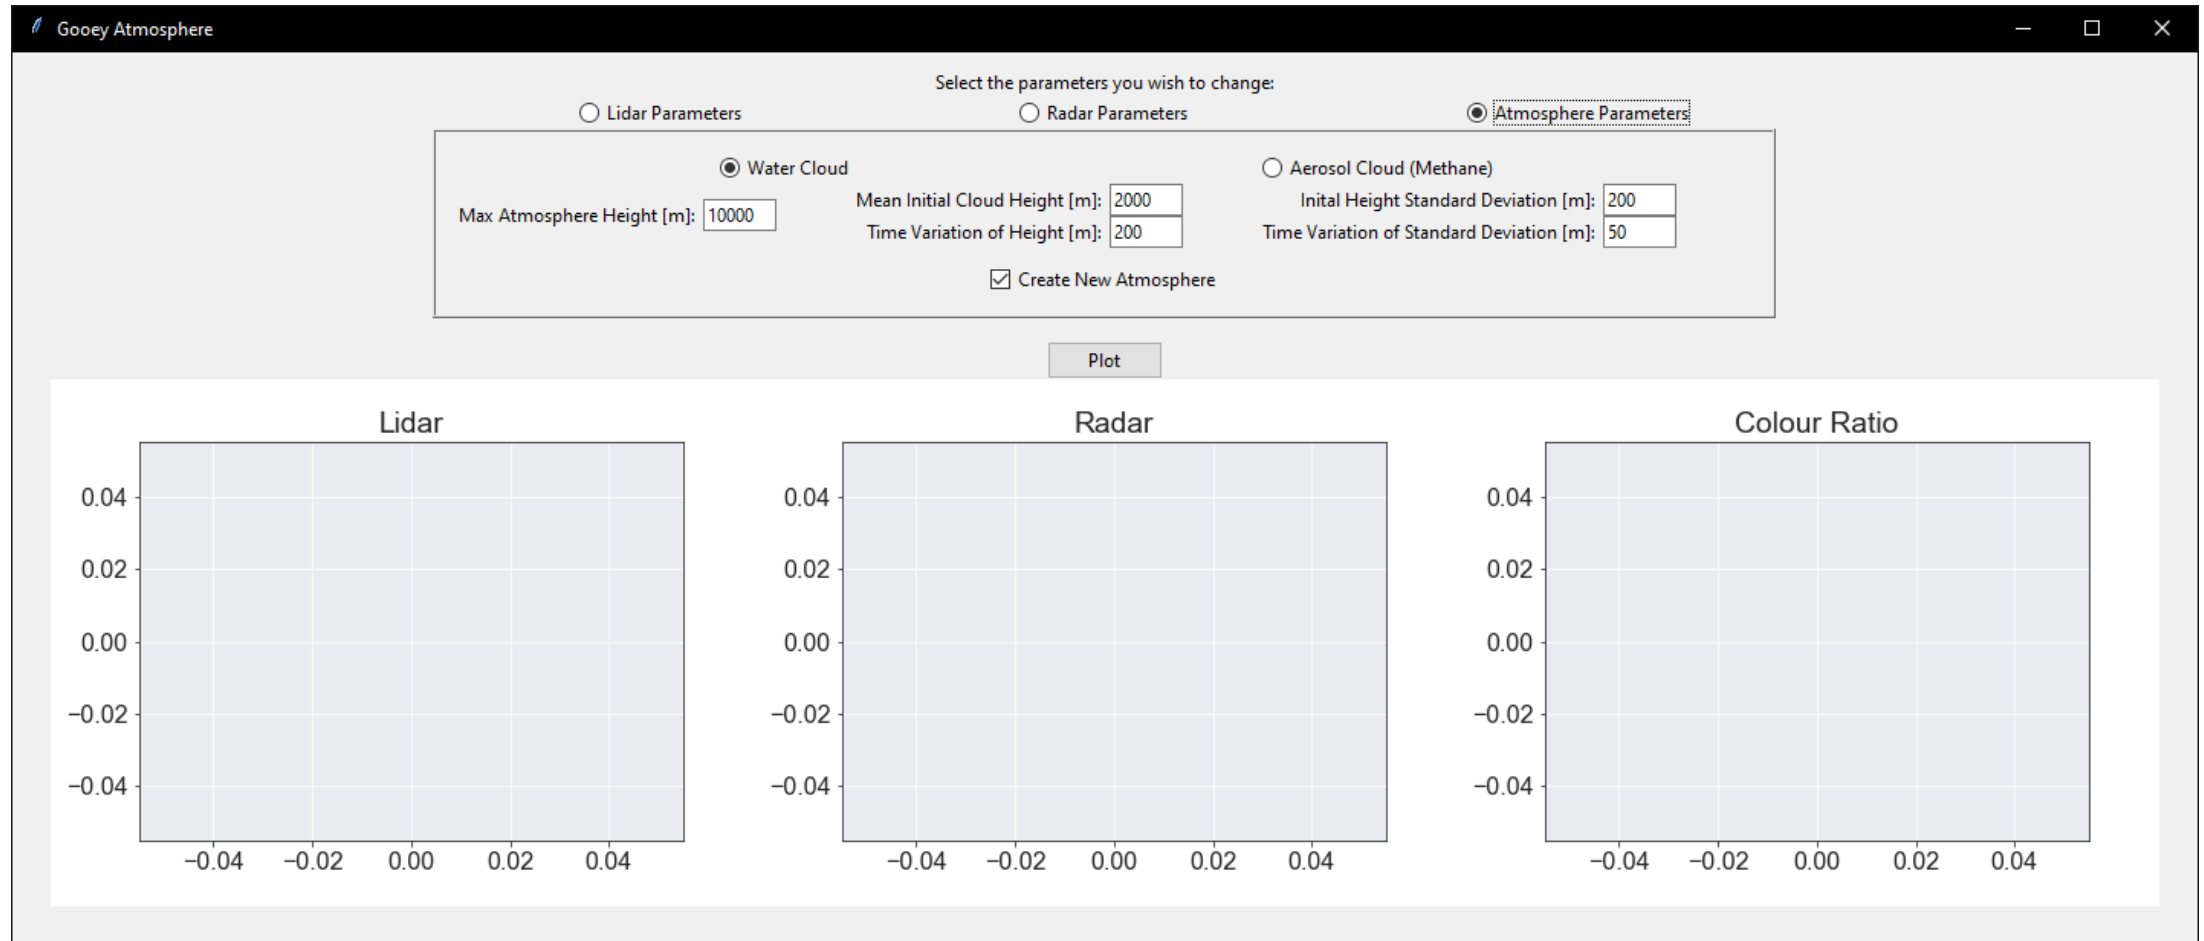 Gooey Atmosphere
Select the parameters you wish to change:
Lidar Parameters Radar Parameters Atmosphere Parameters
Water Cloud Aerosol Cloud (Methane)
Max Atmosphere Height [m]: 10000
Mean Initial Cloud Height [m]: 2000 Inital Height Standard Deviation [m]: 200
Time Variation of Height [m]: 200 Time Variation of Standard Deviation [m]: 50
Create New Atmosphere
Plot
Lidar
0.04
0.02
0.00
−0.02
−0.04
−0.04 −0.02 0.00 0.02 0.04
Radar
0.04
0.02
0.00
−0.02
−0.04
−0.04 −0.02 0.00 0.02 0.04
Colour Ratio
0.04
0.02
0.00
−0.02
−0.04
−0.04 −0.02 0.00 0.02 0.04